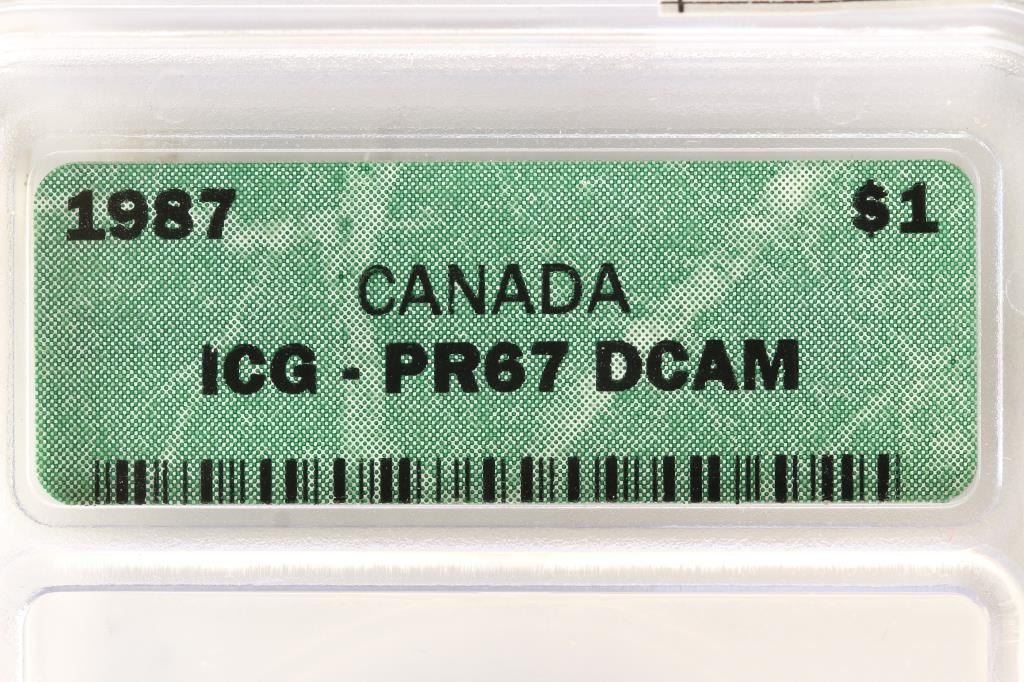 1987 $1
CANADA
ICG - PR67 DCAM